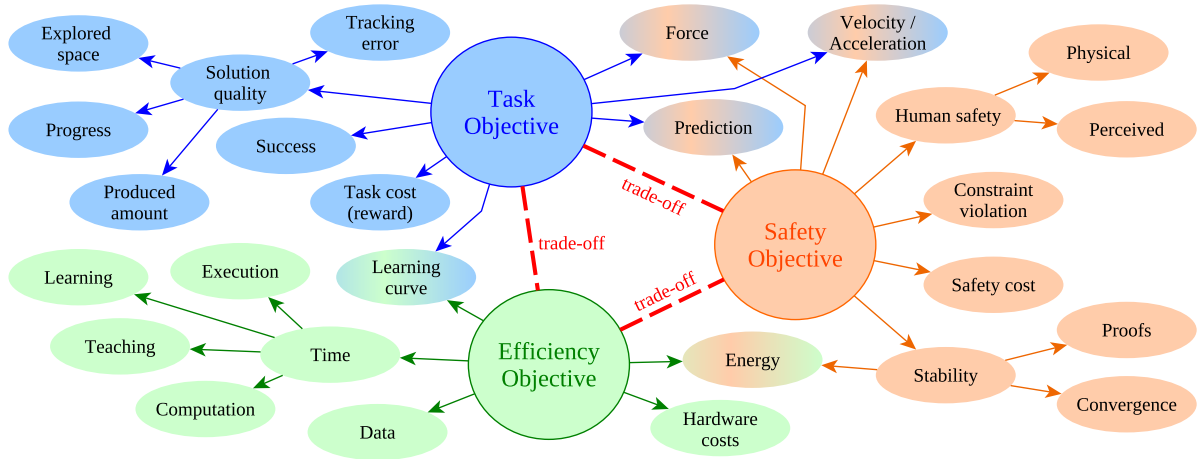 Explored
space
Tracking
error
Solution
quality
Progress
Success
Produced
amount
Task cost
(reward)
Task
Objective
Force
Velocity /
Acceleration
Prediction
Physical
Human safety
Perceived
Constraint
violation
Safety
Objective
Safety cost
trade-off
trade-off
trade-off
Learning
curve
Learning
Execution
Teaching
Time
Computation
Data
Efficiency
Objective
Energy
Hardware
costs
Stability
Proofs
Convergence